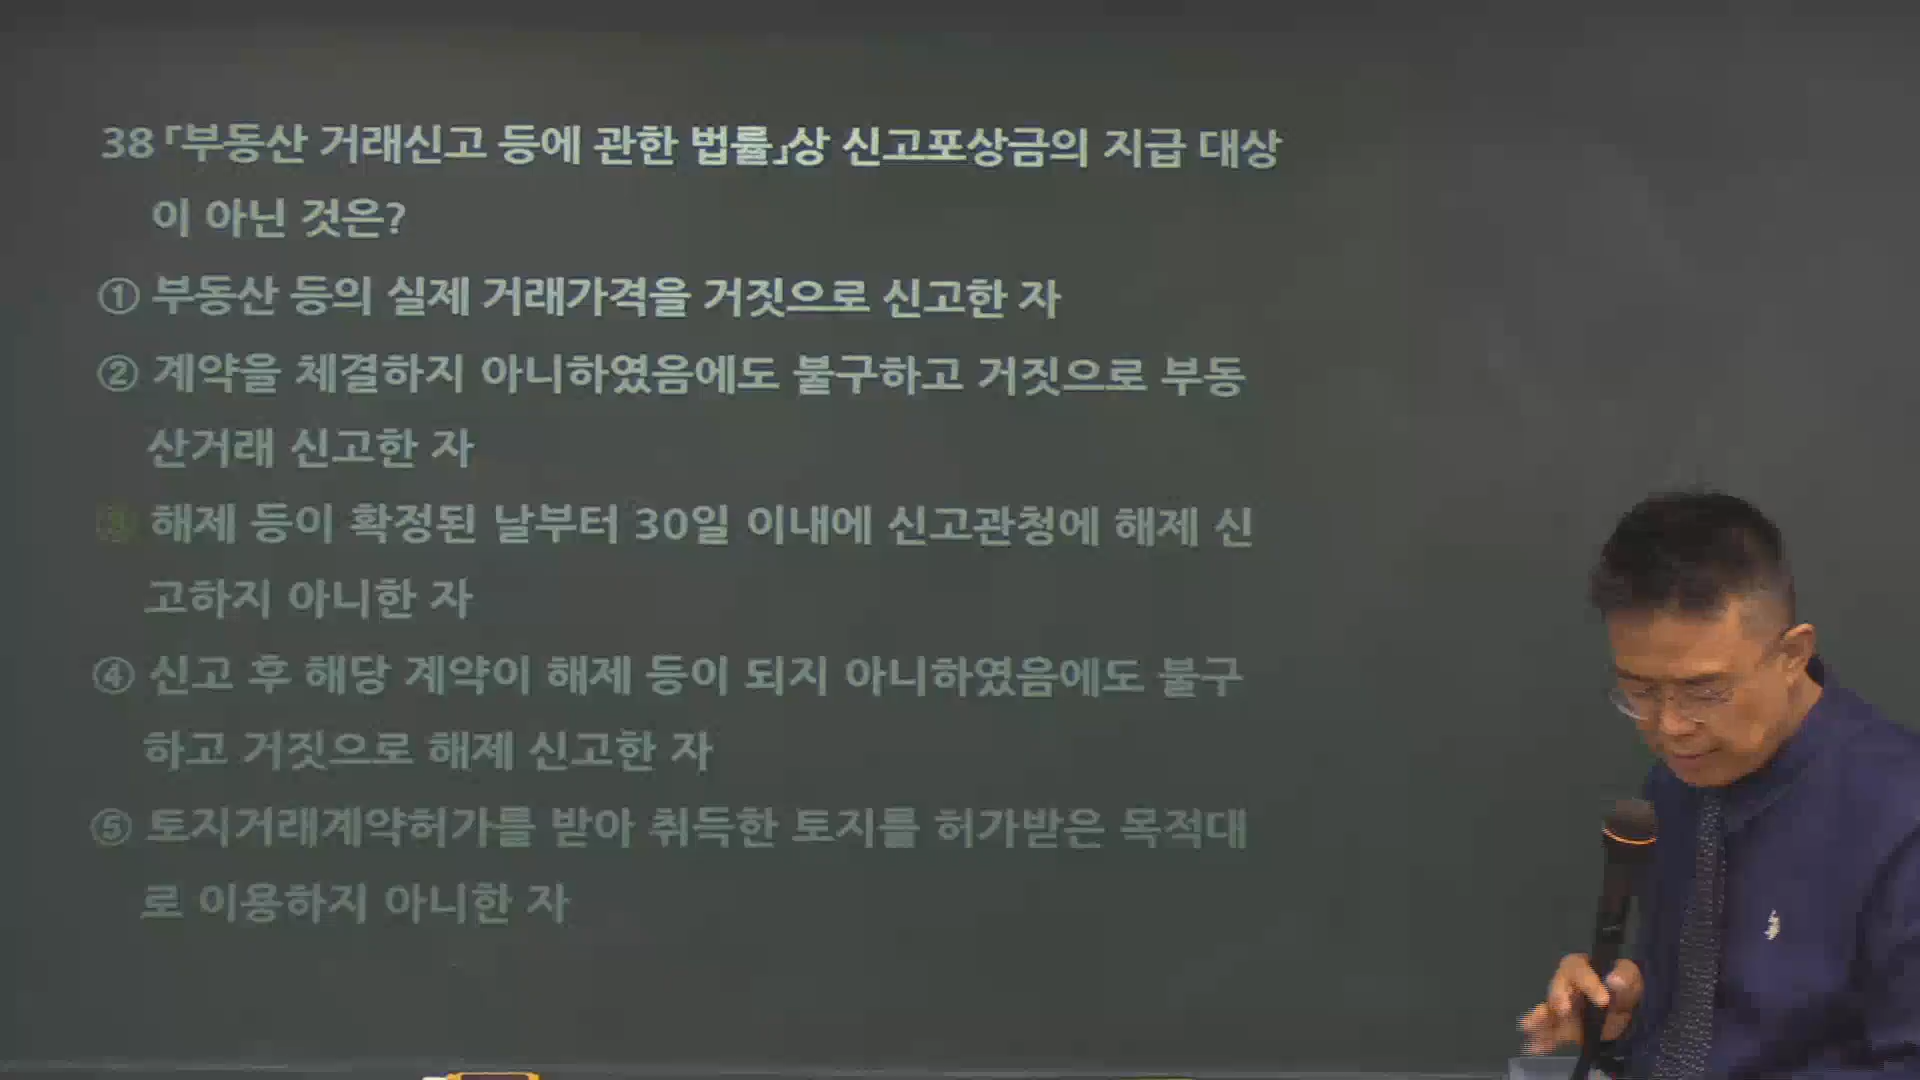 38 「부동산 거래신고 등에 관한 법률」상 신고포상금의 지급 대상
이 아닌 것은?
① 부동산 등의 실제 거래가격을 거짓으로 신고한 자
② 계약을 체결하지 아니하였음에도 불구하고 거짓으로 부동
산거래 신고한 자
③ 해제 등이 확정된 날부터 30일 이내에 신고관청에 해제 신
고하지 아니한 자
④ 신고 후 해당 계약이 해제 등이 되지 아니하였음에도 불구
하고 거짓으로 해제 신고한 자
⑤ 토지거래계약허가를 받아 취득한 토지를 허가받은 목적대
로 이용하지 아니한 자